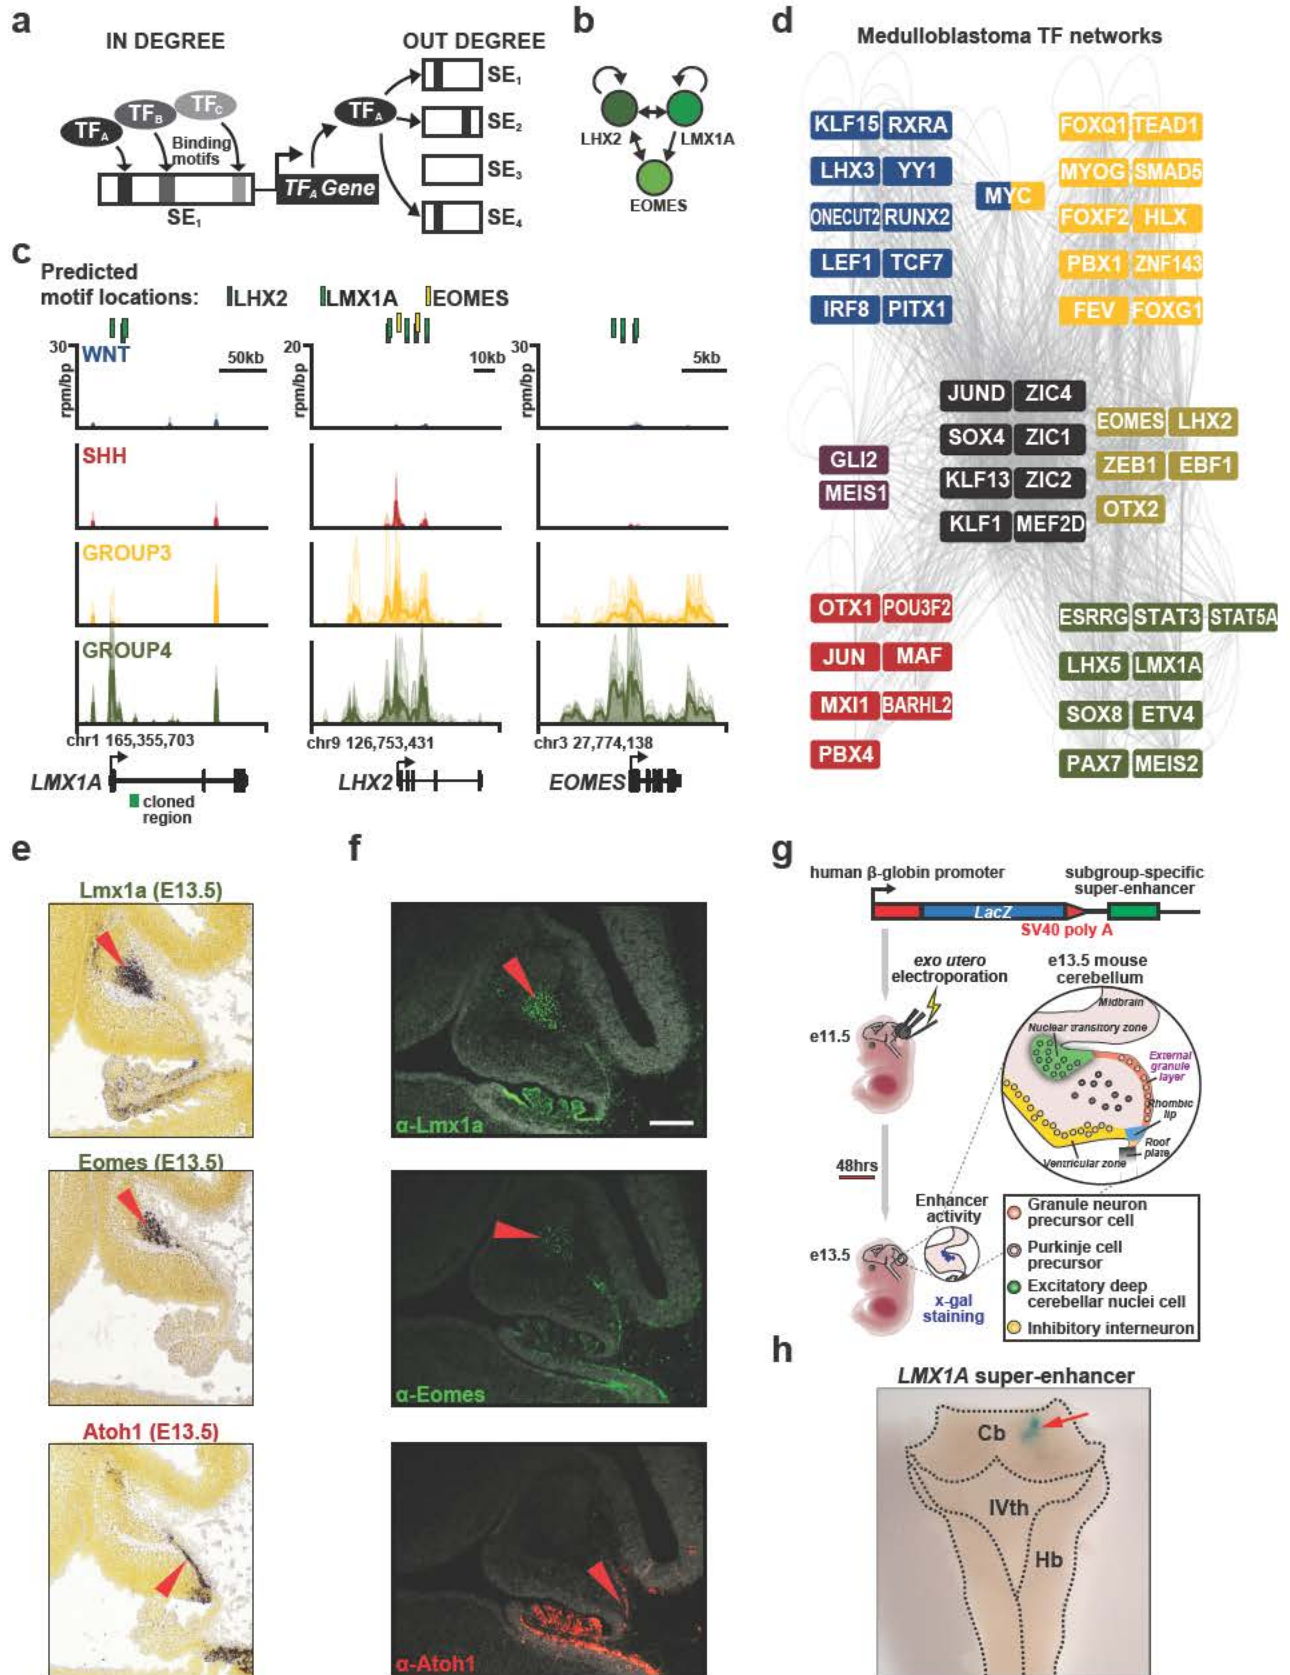 a
IN DEGREE
OUT DEGREE
TFA
TFB
TFC
Binding
motifs
SE1
TFA Gene
TFA
SE1
SE2
SE3
SE4
b
LHX2
LMX1A
EOMES
c
Predicted
motif locations:
LHX2
LMX1A
EOMES
30
rpm/bp
WNT
50kb
20
rpm/bp
10kb
30
rpm/bp
5kb
SHH
GROUP3
GROUP4
chr1 165,355,703
chr9 126,753,431
chr3 27,774,138
LMX1A
cloned
region
LHX2
EOMES
d
Medulloblastoma TF networks
KLF15 RXRA
LHX3 YY1
ONECUT2 RUNX2
LEF1 TCF7
IRF8 PITX1
MYC
FOXQ1 TEAD1
MYOG SMAD5
FOXF2 HLX
PBX1 ZNF143
FEV FOXG1
JUND ZIC4
SOX4 ZIC1
KLF13 ZIC2
KLF1 MEF2D
EOMES LHX2
ZEB1 EBF1
OTX2
GLI2
MEIS1
OTX1 POU3F2
JUN MAF
MXI1 BARHL2
PBX4
ESRRG STAT3 STAT5A
LHX5 LMX1A
SOX8 ETV4
PAX7 MEIS2
e
Lmx1a (E13.5)
Eomes (E13.5)
Atoh1 (E13.5)
f
α-Lmx1a
α-Eomes
α-Atoh1
g
human β-globin promoter
subgroup-specific
super-enhancer
LacZ
SV40 poly A
exo utero
electroporation
e13.5 mouse
cerebellum
e11.5
Midbrain
Nuclear transitory zone
External
granule
layer
Rhombic
lip
Roof
plate
Ventricular zone
48hrs
Enhancer
activity
e13.5
x-gal
staining
Granule neuron
precursor cell
Purkinje cell
precursor
Excitatory deep
cerebellar nuclei cell
Inhibitory interneuron
h
LMX1A super-enhancer
Cb
IVth
Hb